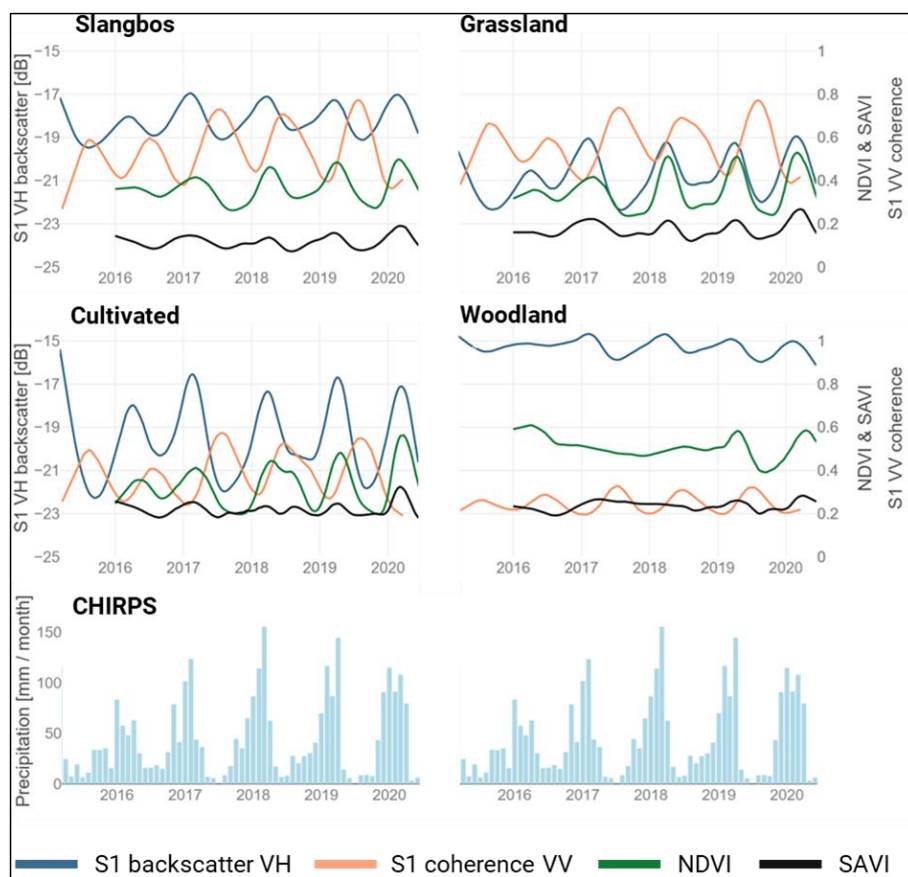 Slangbos
Grassland
S1 VH backscatter [dB]
−15
−17
−19
−21
−23
−25
2016 2017 2018 2019 2020
2016 2017 2018 2019 2020
1
0.8
0.6
0.4
0.2
0
NDVI & SAVI
S1 VV coherence
Cultivated
Woodland
S1 VH backscatter [dB]
−15
−17
−19
−21
−23
−25
2016 2017 2018 2019 2020
2016 2017 2018 2019 2020
1
0.8
0.6
0.4
0.2
0
NDVI & SAVI
S1 VV coherence
CHIRPS
Precipitation [mm / month]
150
100
50
0
2016 2017 2018 2019 2020
2016 2017 2018 2019 2020
S1 backscatter VH S1 coherence VV NDVI SAVI